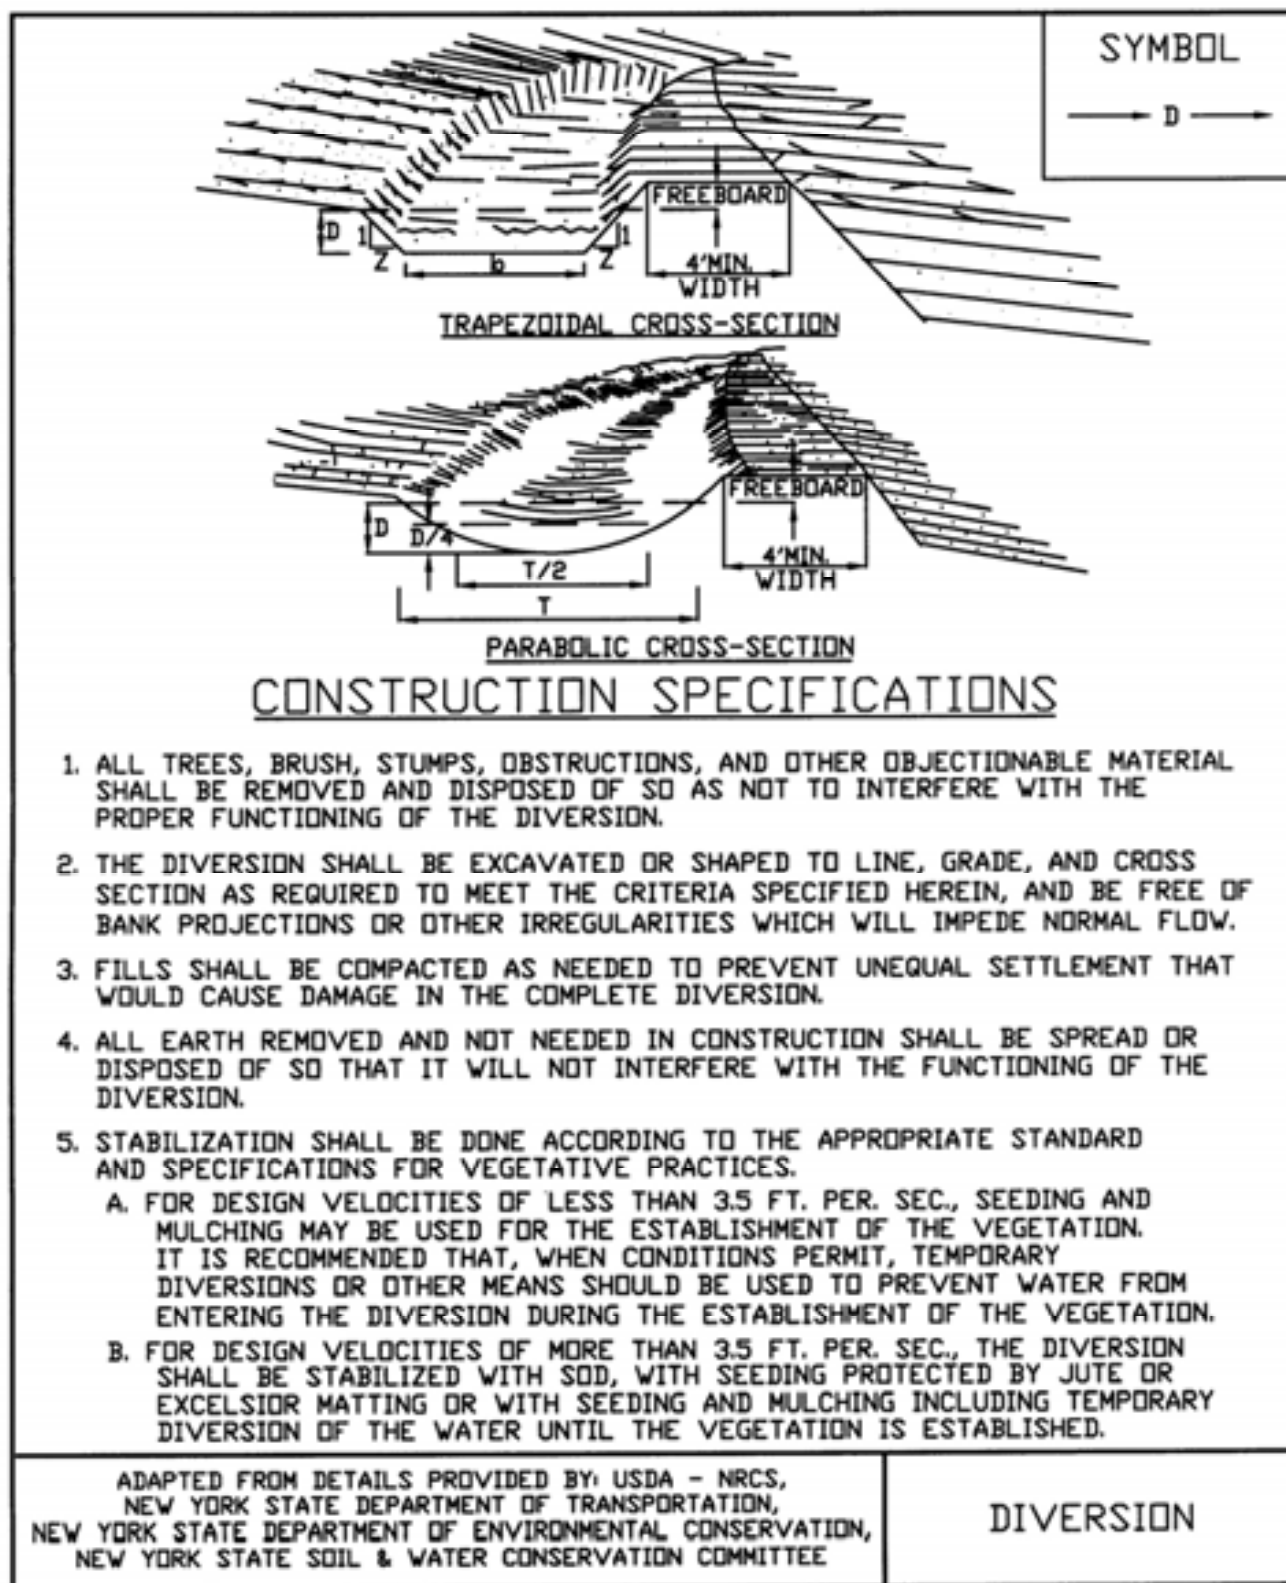 SYMBOL
D
FREEBOARD
D
1
1
Z
b
Z
4'MIN.
WIDTH
TRAPEZOIDAL CROSS-SECTION
FREEBOARD
D
D/4
T/2
4'MIN.
WIDTH
T
PARABOLIC CROSS-SECTION
CONSTRUCTION SPECIFICATIONS
1. ALL TREES, BRUSH, STUMPS, OBSTRUCTIONS, AND OTHER OBJECTIONABLE MATERIAL
SHALL BE REMOVED AND DISPOSED OF SO AS NOT TO INTERFERE WITH THE
PROPER FUNCTIONING OF THE DIVERSION.
2. THE DIVERSION SHALL BE EXCAVATED OR SHAPED TO LINE, GRADE, AND CROSS
SECTION AS REQUIRED TO MEET THE CRITERIA SPECIFIED HEREIN, AND BE FREE OF
BANK PROJECTIONS OR OTHER IRREGULARITIES WHICH WILL IMPEDE NORMAL FLOW.
3. FILLS SHALL BE COMPACTED AS NEEDED TO PREVENT UNEQUAL SETTLEMENT THAT
WOULD CAUSE DAMAGE IN THE COMPLETE DIVERSION.
4. ALL EARTH REMOVED AND NOT NEEDED IN CONSTRUCTION SHALL BE SPREAD OR
DISPOSED OF SO THAT IT WILL NOT INTERFERE WITH THE FUNCTIONING OF THE
DIVERSION.
5. STABILIZATION SHALL BE DONE ACCORDING TO THE APPROPRIATE STANDARD
AND SPECIFICATIONS FOR VEGETATIVE PRACTICES.
A. FOR DESIGN VELOCITIES OF LESS THAN 3.5 FT. PER. SEC., SEEDING AND
MULCHING MAY BE USED FOR THE ESTABLISHMENT OF THE VEGETATION.
IT IS RECOMMENDED THAT, WHEN CONDITIONS PERMIT, TEMPORARY
DIVERSIONS OR OTHER MEANS SHOULD BE USED TO PREVENT WATER FROM
ENTERING THE DIVERSION DURING THE ESTABLISHMENT OF THE VEGETATION.
B. FOR DESIGN VELOCITIES OF MORE THAN 3.5 FT. PER. SEC., THE DIVERSION
SHALL BE STABILIZED WITH SOD, WITH SEEDING PROTECTED BY JUTE OR
EXCELSIOR MATTING OR WITH SEEDING AND MULCHING INCLUDING TEMPORARY
DIVERSION OF THE WATER UNTIL THE VEGETATION IS ESTABLISHED.
ADAPTED FROM DETAILS PROVIDED BY: USDA - NRCS,
NEW YORK STATE DEPARTMENT OF TRANSPORTATION,
NEW YORK STATE DEPARTMENT OF ENVIRONMENTAL CONSERVATION,
NEW YORK STATE SOIL & WATER CONSERVATION COMMITTEE
DIVERSION